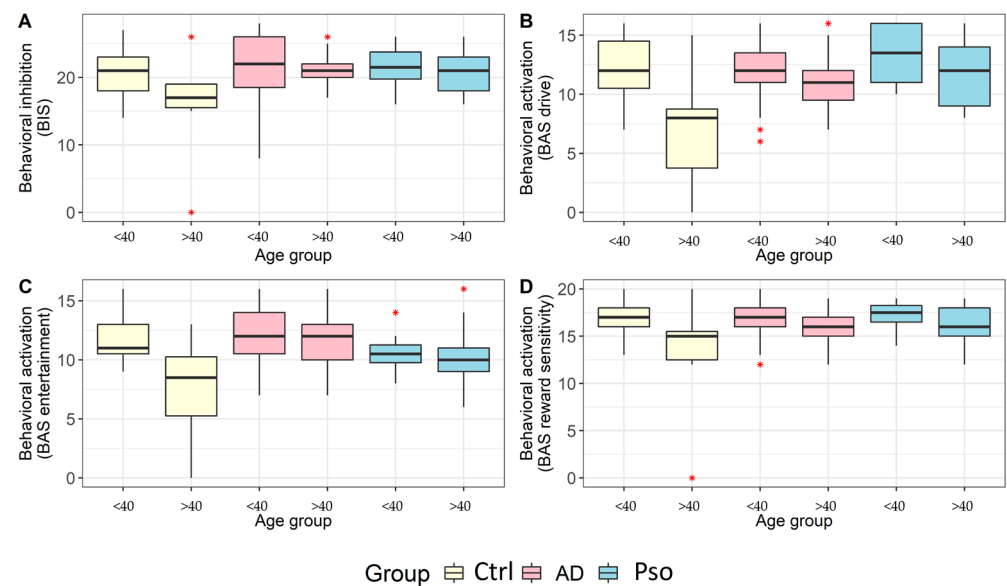 A
Behavioral inhibition
(BIS)
20
10
0
<40 >40 <40 >40 <40 >40
Age group
B
Behavioral activation
(BAS drive)
15
10
5
0
<40 >40 <40 >40 <40 >40
Age group
C
Behavioral activation
(BAS entertainment)
15
10
5
0
<40 >40 <40 >40 <40 >40
Age group
D
Behavioral activation
(BAS reward sensitivity)
20
15
10
5
0
<40 >40 <40 >40 <40 >40
Age group
Group Ctrl AD Pso